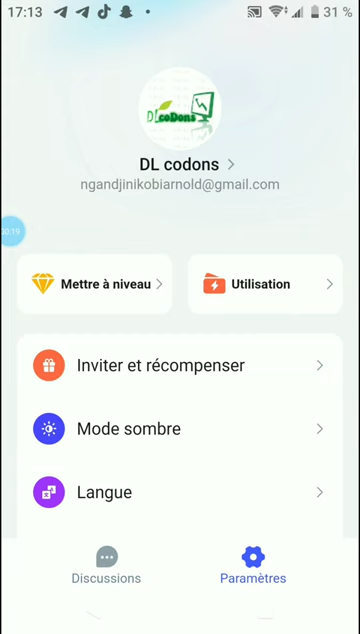 17:13
31 %
DLcoDons
DL codons
ngandjinikobiarnold@gmail.com
00:19
Mettre à niveau
Utilisation
Inviter et récompenser
Mode sombre
Langue
Discussions
Paramètres